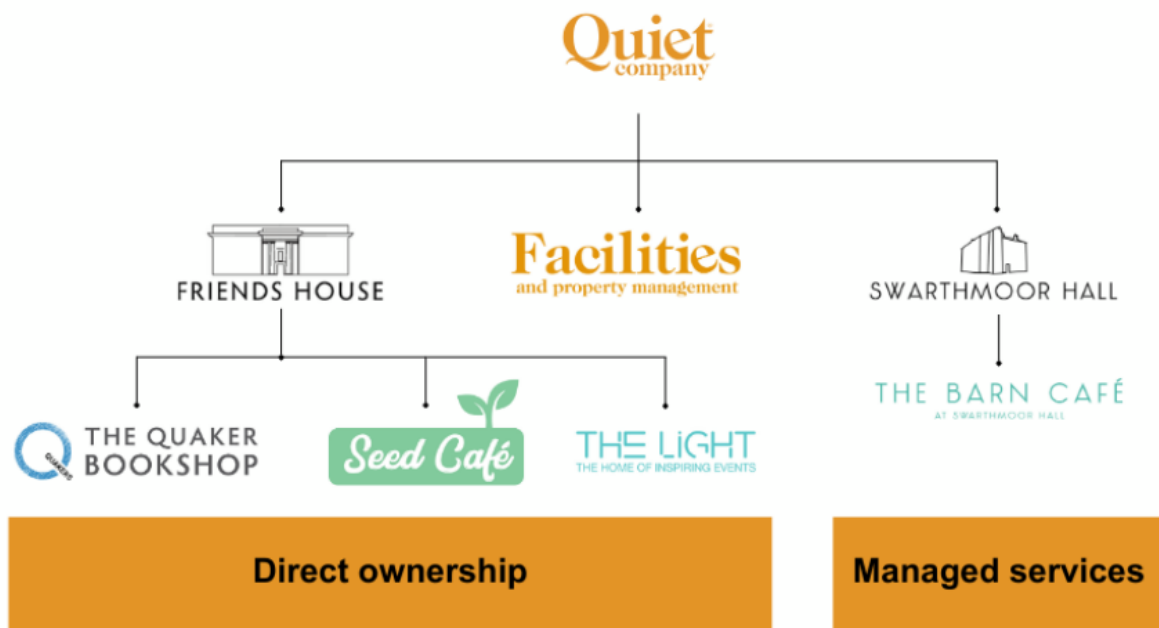 Quiet
company
FRIENDS HOUSE
Facilities
and property management
SWARTHMOOR HALL
THE QUAKER
BOOKSHOP
QUAKERS
Seed Café
THE LiGHT
THE HOME OF INSPIRING EVENTS
THE BARN CAFÉ
AT SWARTHMOOR HALL
Direct ownership
Managed services